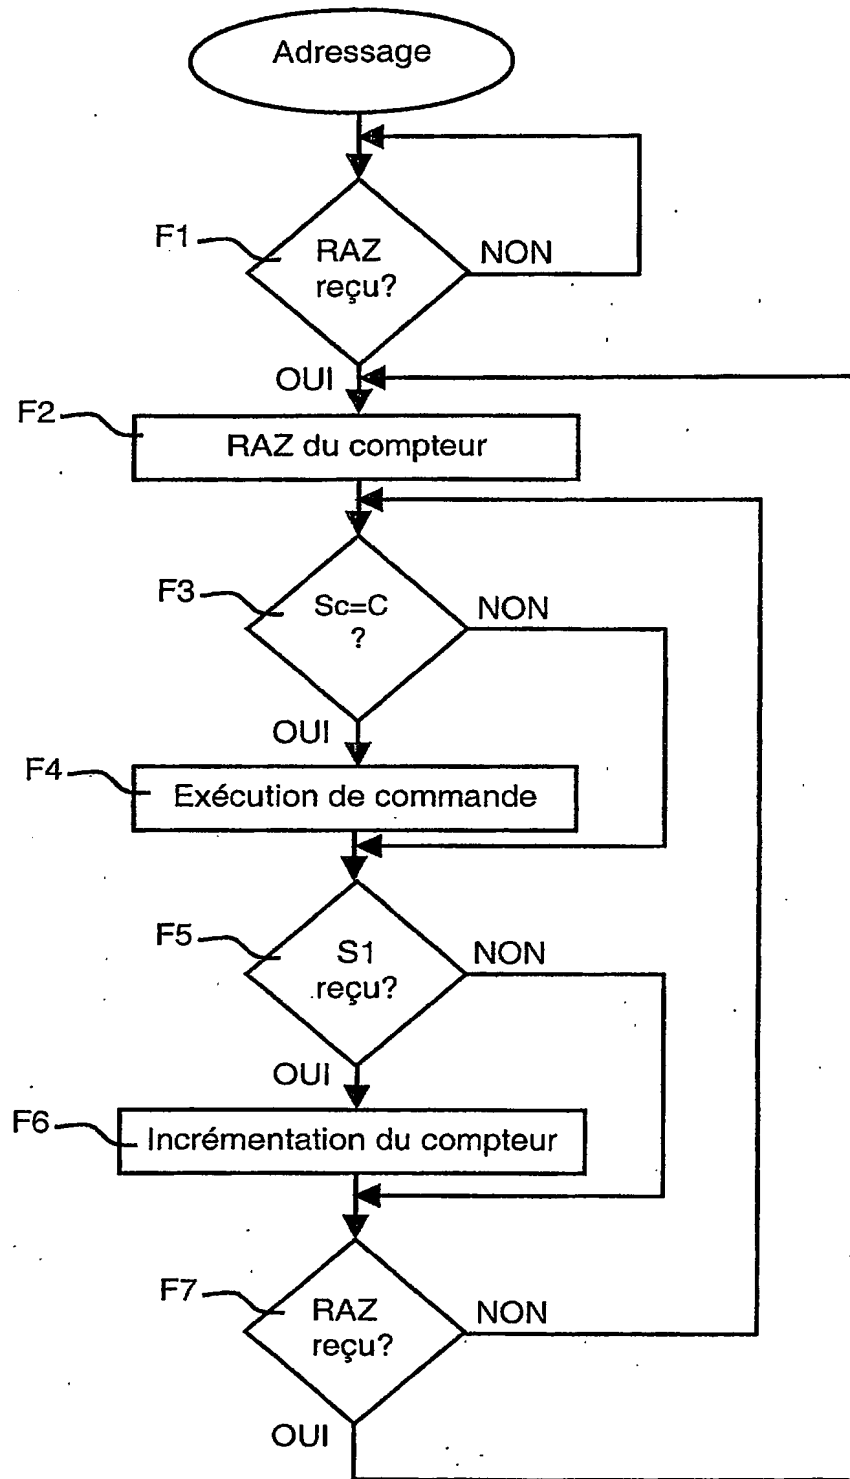 Adressage
F1
RAZ
reçu?
NON
OUI
F2
RAZ du compteur
F3
Sc=C
?
NON
OUI
F4
Exécution de commande
F5
S1
reçu?
NON
OUI
F6
Incrémentation du compteur
F7
RAZ
reçu?
NON
OUI